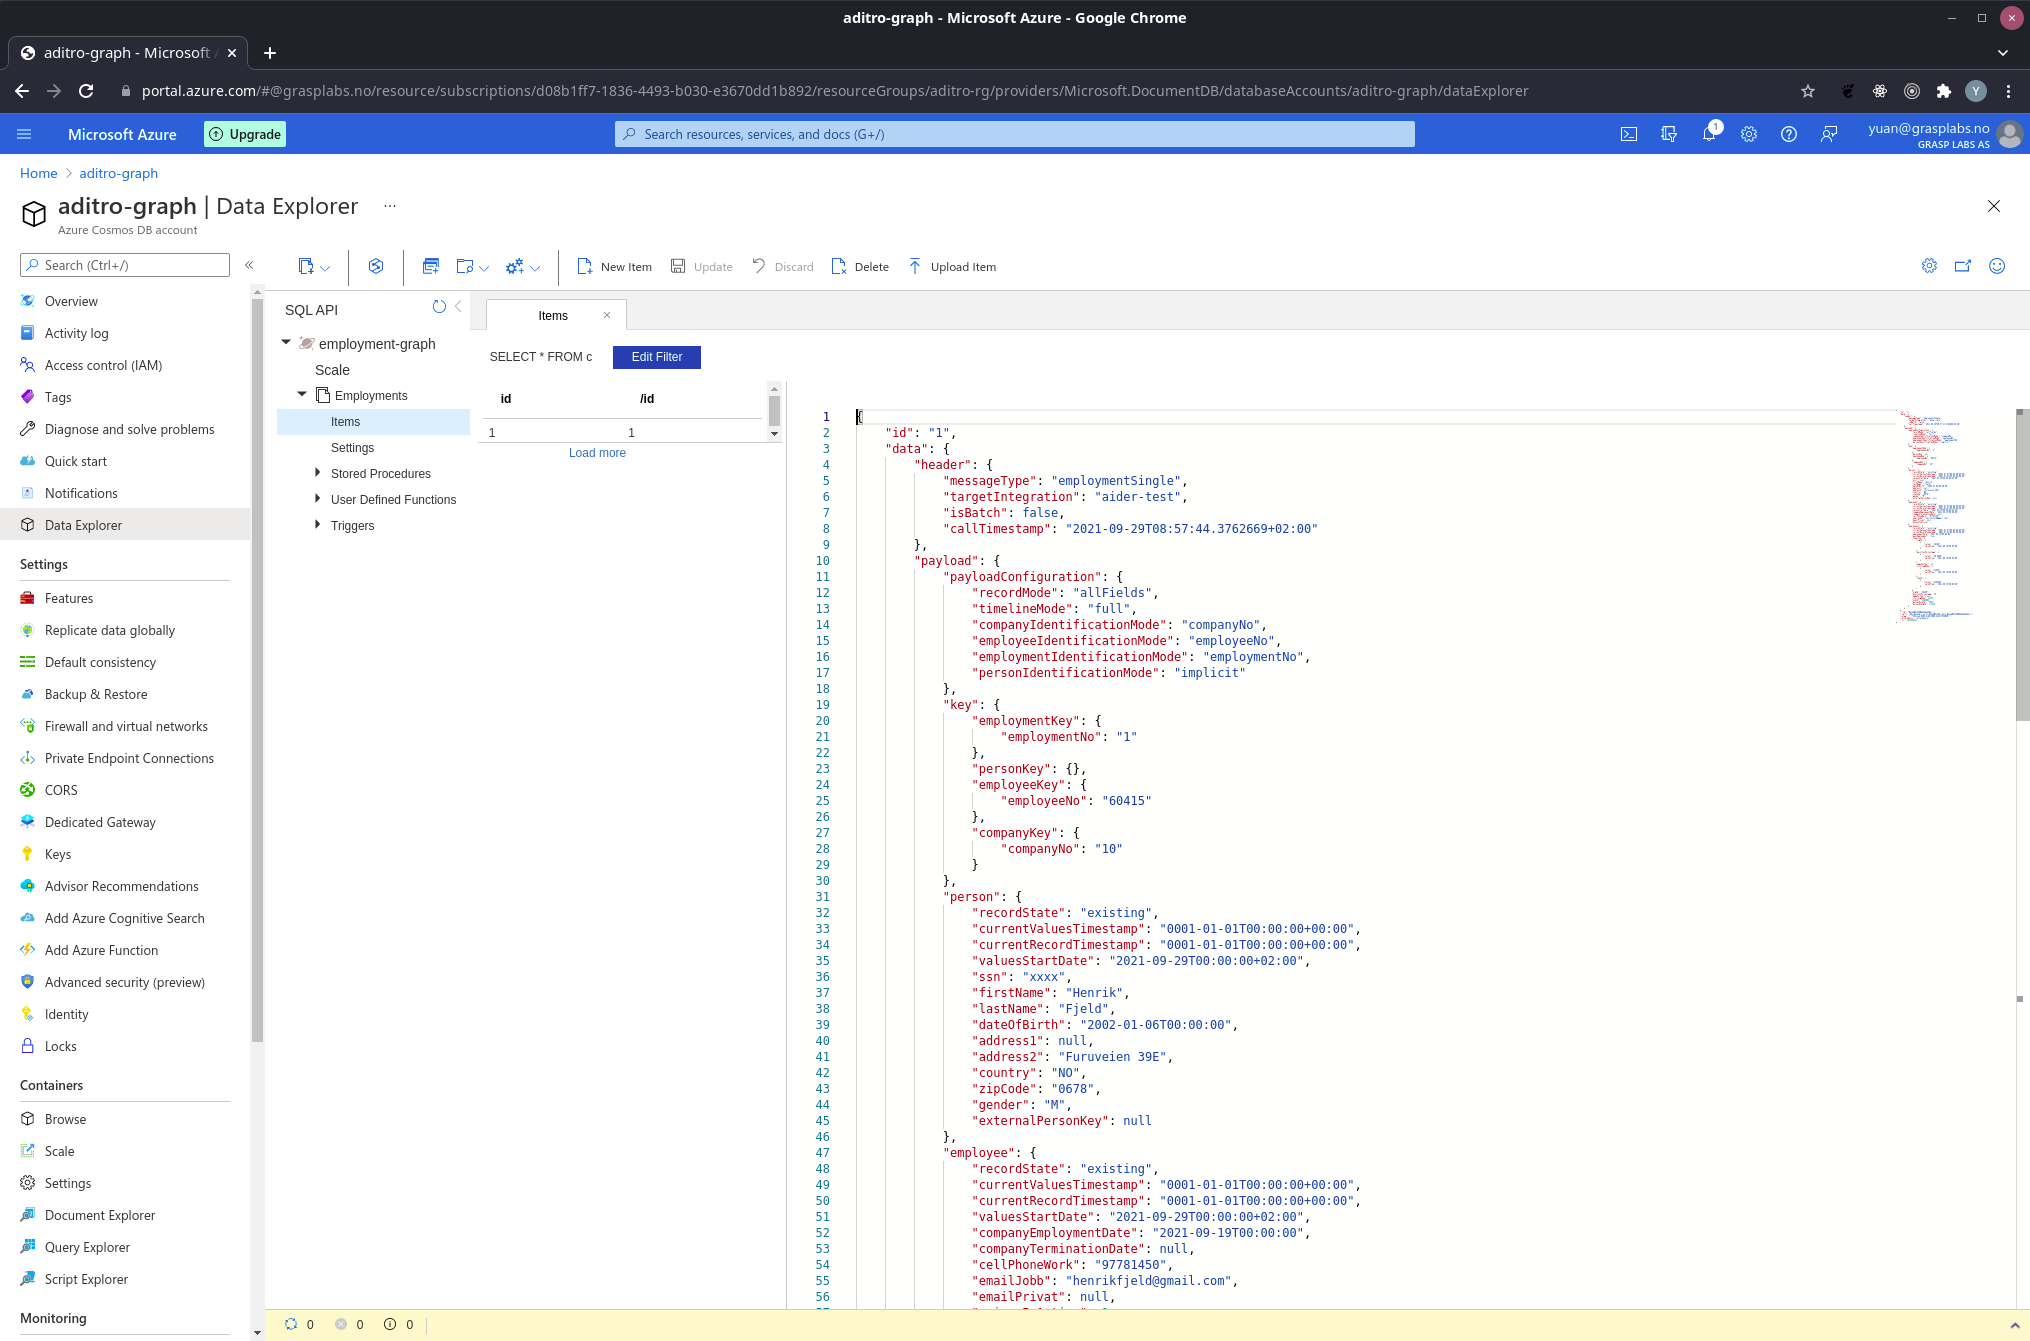 aditro-graph - Microsoft Azure - Google Chrome
aditro-graph - Microsoft
portal.azure.com/#@grasplabs.no/resource/subscriptions/d08b1ff7-1836-4493-b030-e3670dd1b892/resourceGroups/aditro-rg/providers/Microsoft.DocumentDB/databaseAccounts/aditro-graph/dataExplorer
Y
Microsoft Azure
Upgrade
Search resources, services, and docs (G+/)
1
yuan@grasplabs.no
GRASP LABS AS
Home > aditro-graph
aditro-graph | Data Explorer ...
Azure Cosmos DB account
Search (Ctrl+/)
«
New Item
Update
Discard
Delete
Upload Item
Overview
Activity log
Access control (IAM)
Tags
Diagnose and solve problems
Quick start
Notifications
Data Explorer
Settings
Features
Replicate data globally
Default consistency
Backup & Restore
Firewall and virtual networks
Private Endpoint Connections
CORS
Dedicated Gateway
Keys
Advisor Recommendations
Add Azure Cognitive Search
Add Azure Function
Advanced security (preview)
Identity
Locks
Containers
Browse
Scale
Settings
Document Explorer
Query Explorer
Script Explorer
Monitoring
SQL API
employment-graph
Scale
Employments
Items
Settings
Stored Procedures
User Defined Functions
Triggers
Items
SELECT * FROM c
Edit Filter
id /id
1 1
Load more
1 {
2 "id": "1",
3 "data": {
4 "header": {
5 "messageType": "employmentSingle",
6 "targetIntegration": "aider-test",
7 "isBatch": false,
8 "callTimestamp": "2021-09-29T08:57:44.3762669+02:00"
9 },
10 "payload": {
11 "payloadConfiguration": {
12 "recordMode": "allFields",
13 "timelineMode": "full",
14 "companyIdentificationMode": "companyNo",
15 "employeeIdentificationMode": "employeeNo",
16 "employmentIdentificationMode": "employmentNo",
17 "personIdentificationMode": "implicit"
18 },
19 "key": {
20 "employmentKey": {
21 "employmentNo": "1"
22 },
23 "personKey": {},
24 "employeeKey": {
25 "employeeNo": "60415"
26 },
27 "companyKey": {
28 "companyNo": "10"
29 }
30 },
31 "person": {
32 "recordState": "existing",
33 "currentValuesTimestamp": "0001-01-01T00:00:00+00:00",
34 "currentRecordTimestamp": "0001-01-01T00:00:00+00:00",
35 "valuesStartDate": "2021-09-29T00:00:00+02:00",
36 "ssn": "xxxx",
37 "firstName": "Henrik",
38 "lastName": "Fjeld",
39 "dateOfBirth": "2002-01-06T00:00:00",
40 "address1": null,
41 "address2": "Furuveien 39E",
42 "country": "NO",
43 "zipCode": "0678",
44 "gender": "M",
45 "externalPersonKey": null
46 },
47 "employee": {
48 "recordState": "existing",
49 "currentValuesTimestamp": "0001-01-01T00:00:00+00:00",
50 "currentRecordTimestamp": "0001-01-01T00:00:00+00:00",
51 "valuesStartDate": "2021-09-29T00:00:00+02:00",
52 "companyEmploymentDate": "2021-09-19T00:00:00",
53 "companyTerminationDate": null,
54 "cellPhoneWork": "97781450",
55 "emailJobb": "henrikfjeld@gmail.com",
56 "emailPrivat": null,
0 0 0